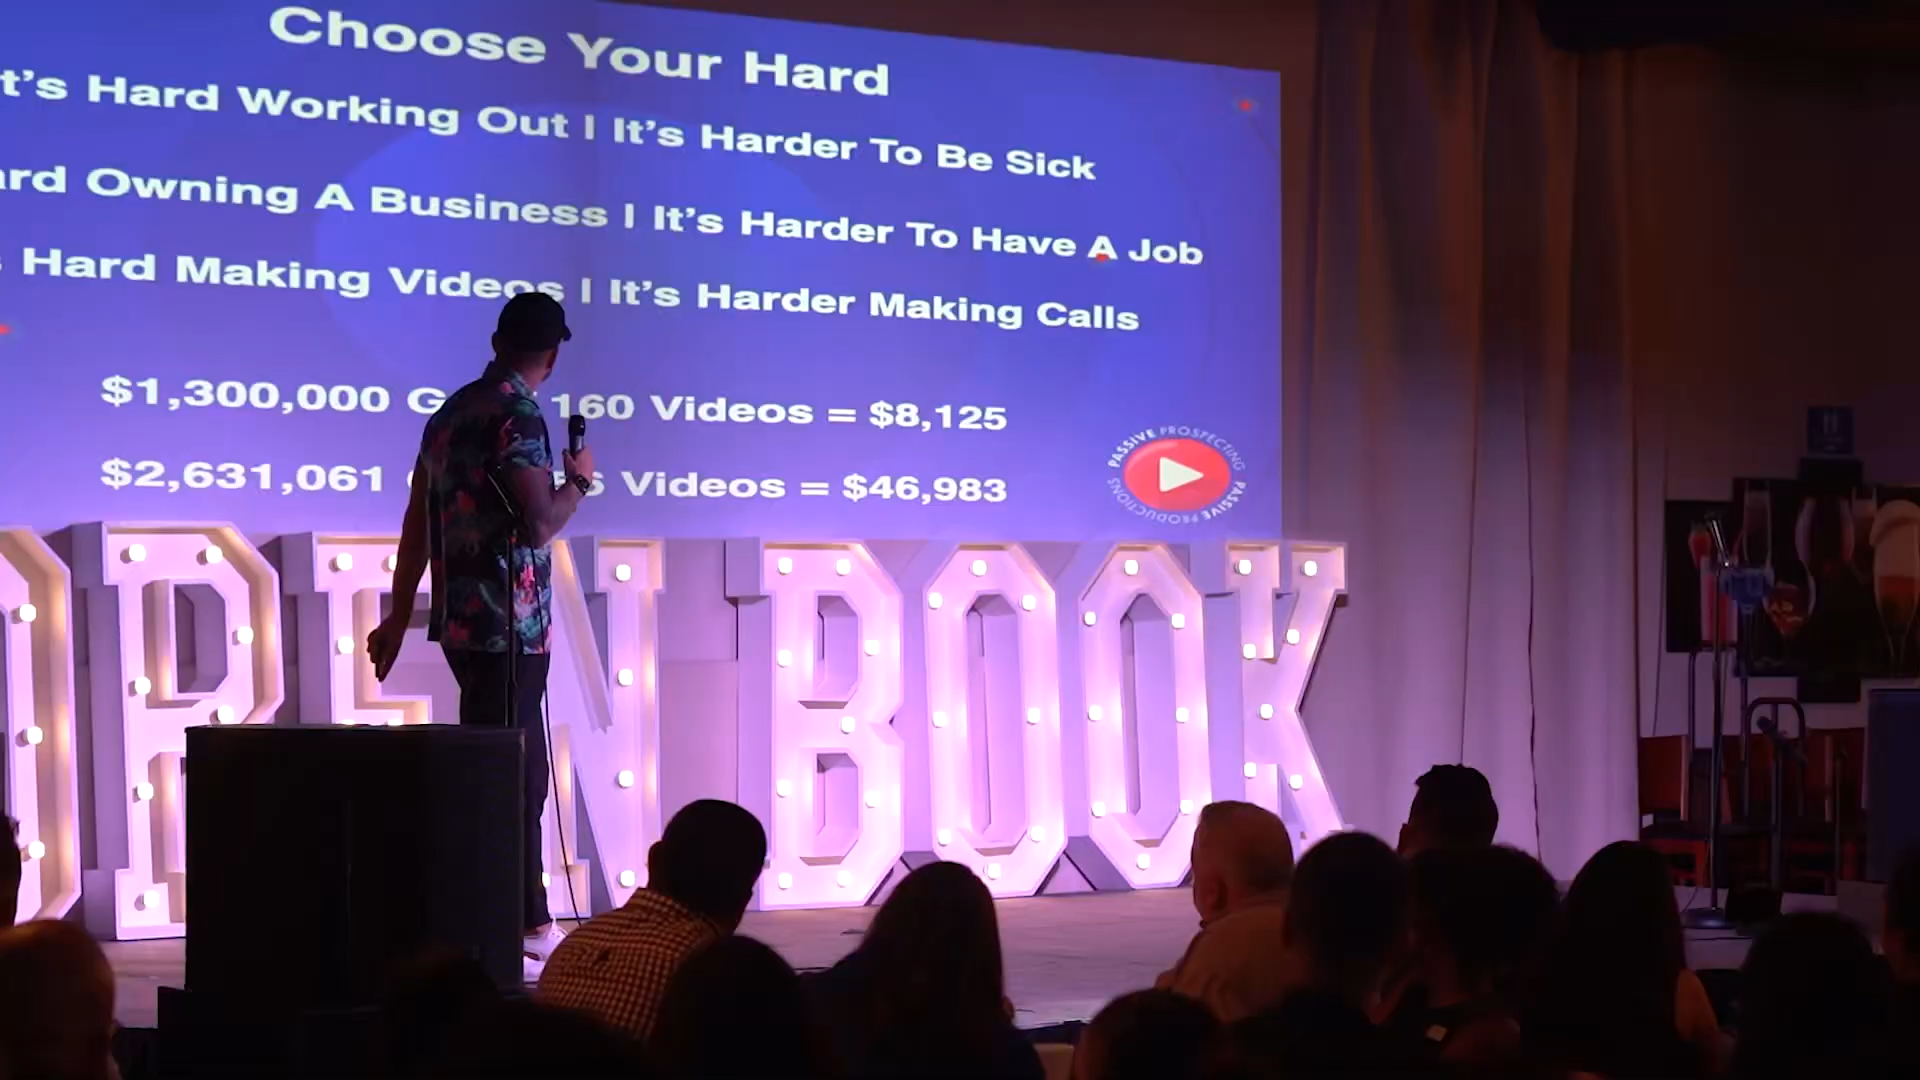 Choose Your Hard
t's Hard Working Out | It's Harder To Be Sick
ard Owning A Business | It's Harder To Have A Job
Hard Making Videos | It's Harder Making Calls
$1,300,000 160 Videos = $8,125
$2,631,061 Videos = $46,983
PASSIVE PROSPECTING
PASSIVE PRODUCTIONS
OPEN BOOK